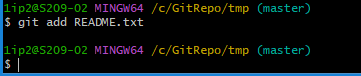 1ip2@S209-02 MINGW64 /c/GitRepo/tmp (master)
$ git add README.txt
1ip2@S209-02 MINGW64 /c/GitRepo/tmp (master)
$